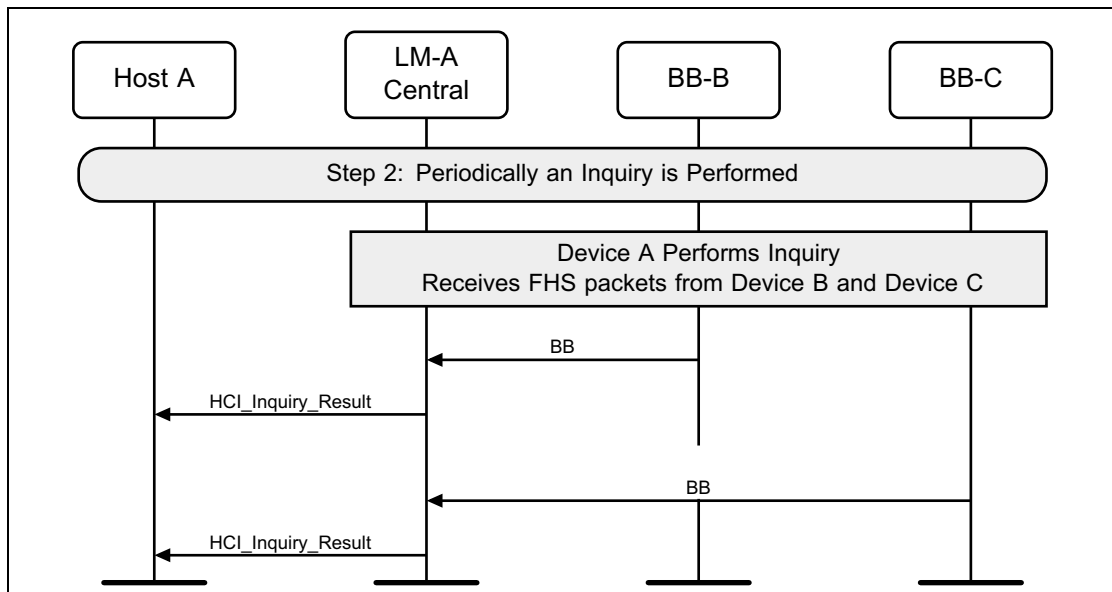 Host A
LM-A
Central
BB-B
BB-C
Step 2: Periodically an Inquiry is Performed
Device A Performs Inquiry
Receives FHS packets from Device B and Device C
BB
HCI_Inquiry_Result
BB
HCI_Inquiry_Result